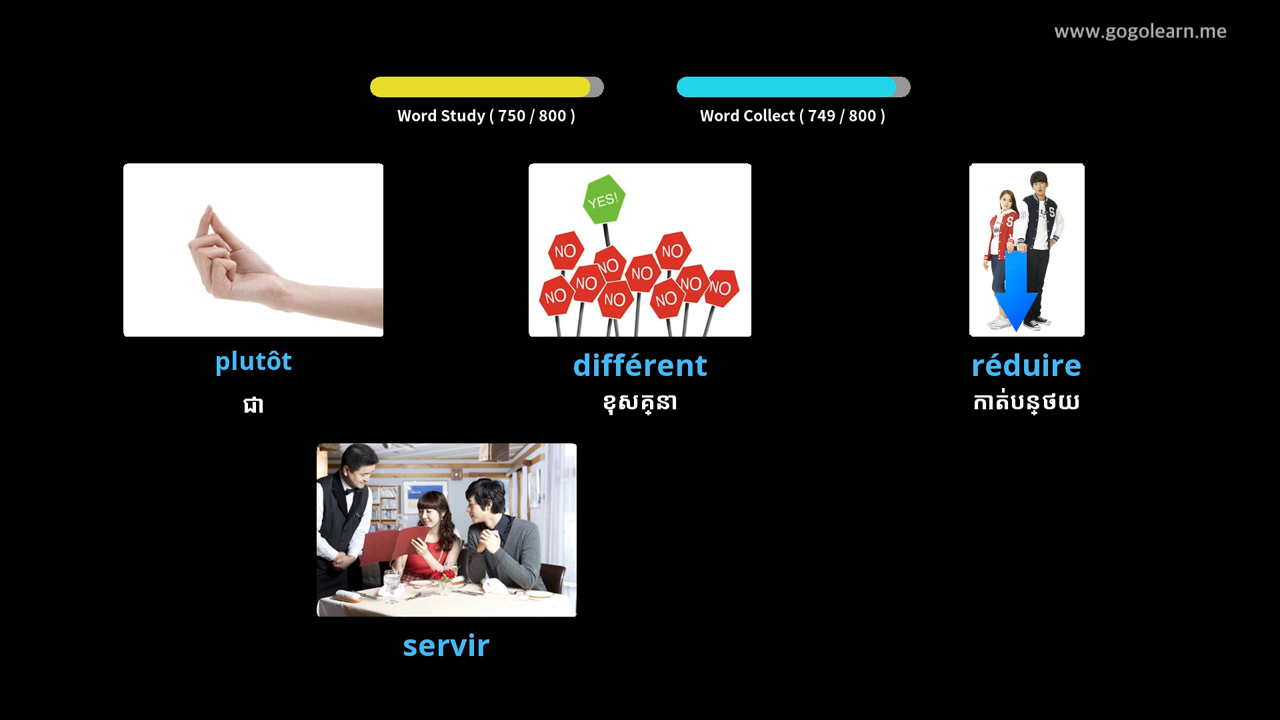 www.gogolearn.me
Word Study ( 750 / 800 )
Word Collect ( 749 / 800 )
YES!
NO
NO
NO
NO
NO
NO
NO
NO
NO
NO
S
S
plutôt
différent
réduire
ជា
ខុសគ្នា
កាត់បន្ថយ
servir